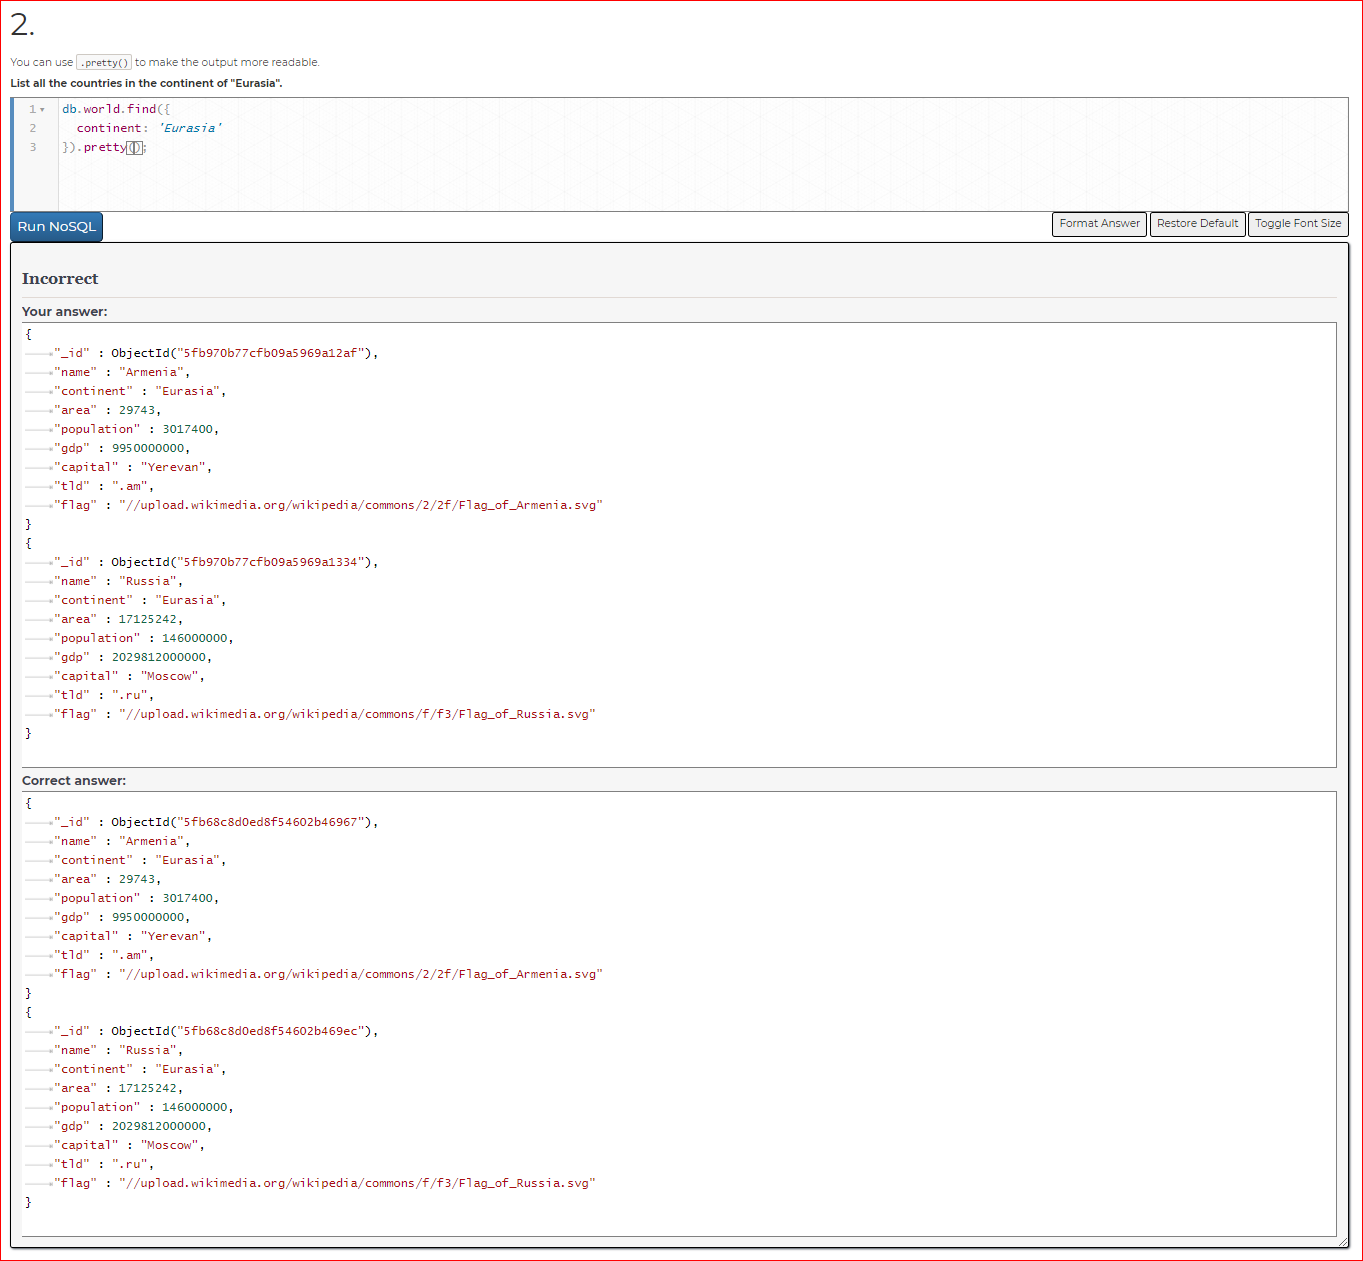 2.
You can use .pretty() to make the output more readable.
List all the countries in the continent of "Eurasia".
1 db.world.find({
2 continent: 'Eurasia'
3 }).pretty();
Run NoSQL Format Answer Restore Default Toggle Font Size
Incorrect
Your answer:
{
"_id" : ObjectId("5fb970b77cfb09a5969a12af"),
"name" : "Armenia",
"continent" : "Eurasia",
"area" : 29743,
"population" : 3017400,
"gdp" : 9950000000,
"capital" : "Yerevan",
"tld" : ".am",
"flag" : "//upload.wikimedia.org/wikipedia/commons/2/2f/Flag_of_Armenia.svg"
}
{
"_id" : ObjectId("5fb970b77cfb09a5969a1334"),
"name" : "Russia",
"continent" : "Eurasia",
"area" : 17125242,
"population" : 146000000,
"gdp" : 2029812000000,
"capital" : "Moscow",
"tld" : ".ru",
"flag" : "//upload.wikimedia.org/wikipedia/commons/f/f3/Flag_of_Russia.svg"
}
Correct answer:
{
"_id" : ObjectId("5fb68c8d0ed8f54602b46967"),
"name" : "Armenia",
"continent" : "Eurasia",
"area" : 29743,
"population" : 3017400,
"gdp" : 9950000000,
"capital" : "Yerevan",
"tld" : ".am",
"flag" : "//upload.wikimedia.org/wikipedia/commons/2/2f/Flag_of_Armenia.svg"
}
{
"_id" : ObjectId("5fb68c8d0ed8f54602b469ec"),
"name" : "Russia",
"continent" : "Eurasia",
"area" : 17125242,
"population" : 146000000,
"gdp" : 2029812000000,
"capital" : "Moscow",
"tld" : ".ru",
"flag" : "//upload.wikimedia.org/wikipedia/commons/f/f3/Flag_of_Russia.svg"
}